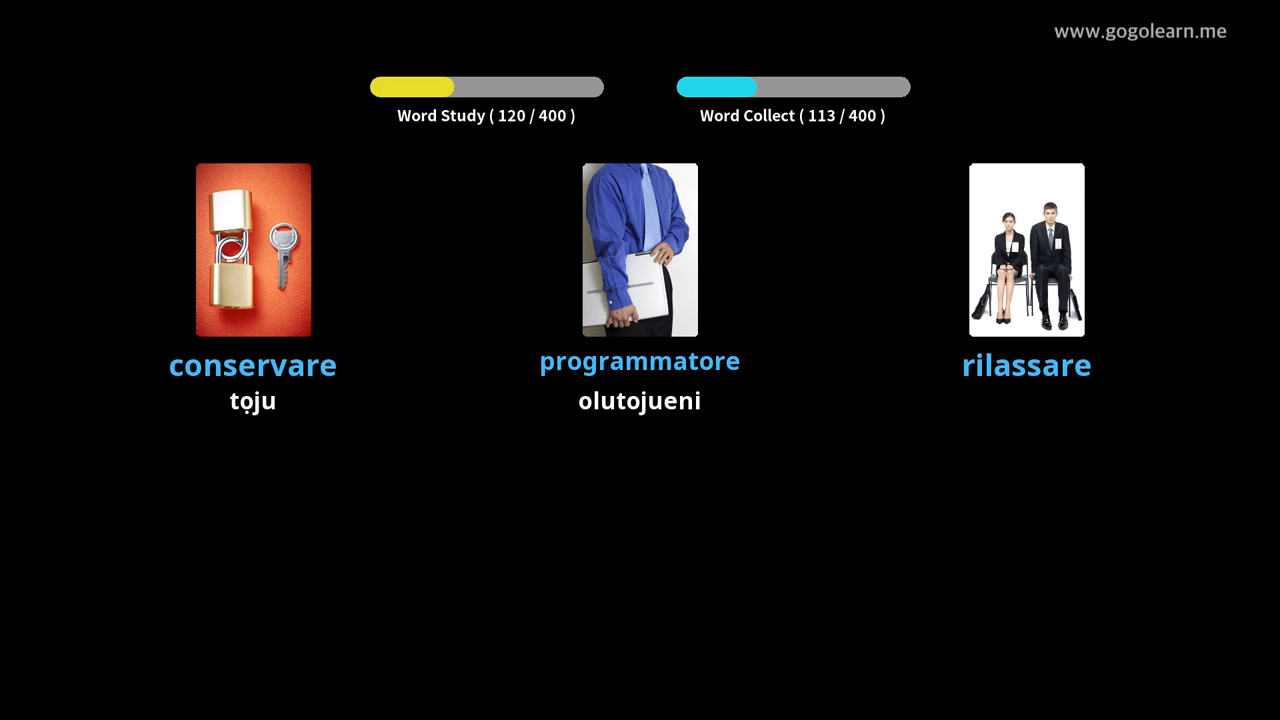 www.gogolearn.me
Word Study ( 120 / 400 )
Word Collect ( 113 / 400 )
conservare
programmatore
rilassare
tọju
olutojueni